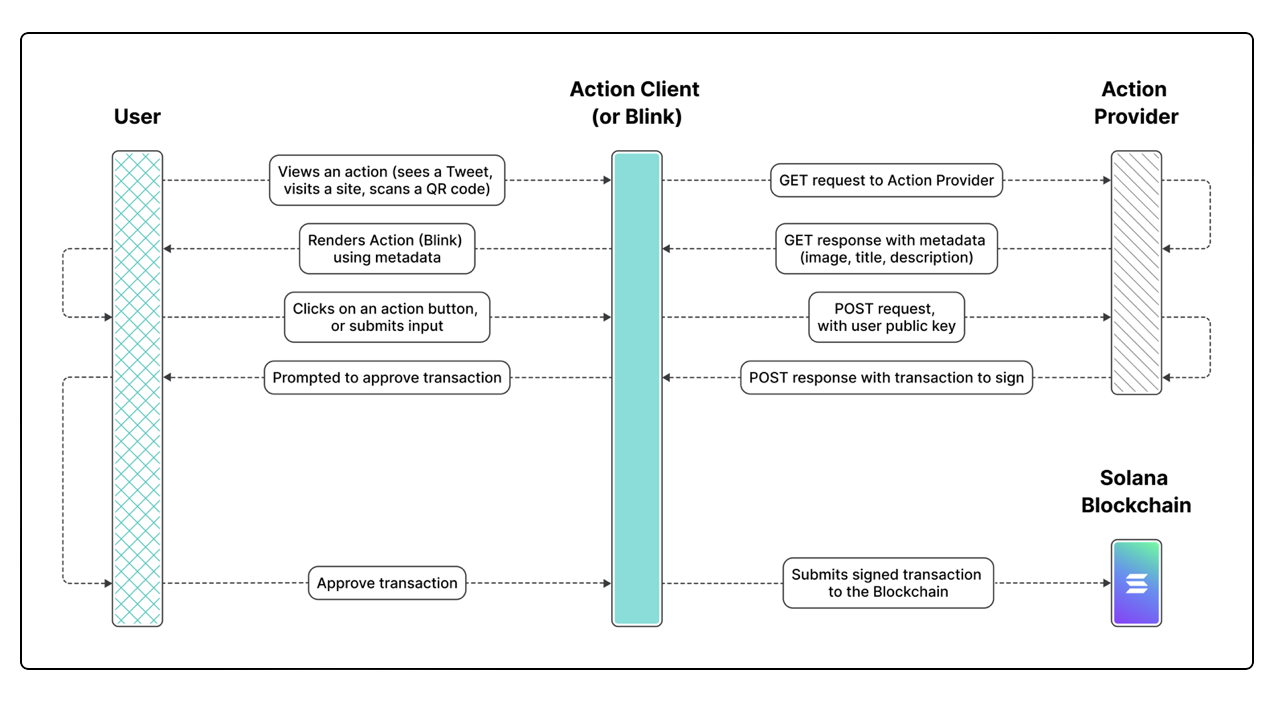 User
Action Client
(or Blink)
Action
Provider
Views an action (sees a Tweet,
visits a site, scans a QR code)
GET request to Action Provider
Renders Action (Blink)
using metadata
GET response with metadata
(image, title, description)
Clicks on an action button,
or submits input
POST request,
with user public key
Prompted to approve transaction
POST response with transaction to sign
Solana
Blockchain
Approve transaction
Submits signed transaction
to the Blockchain